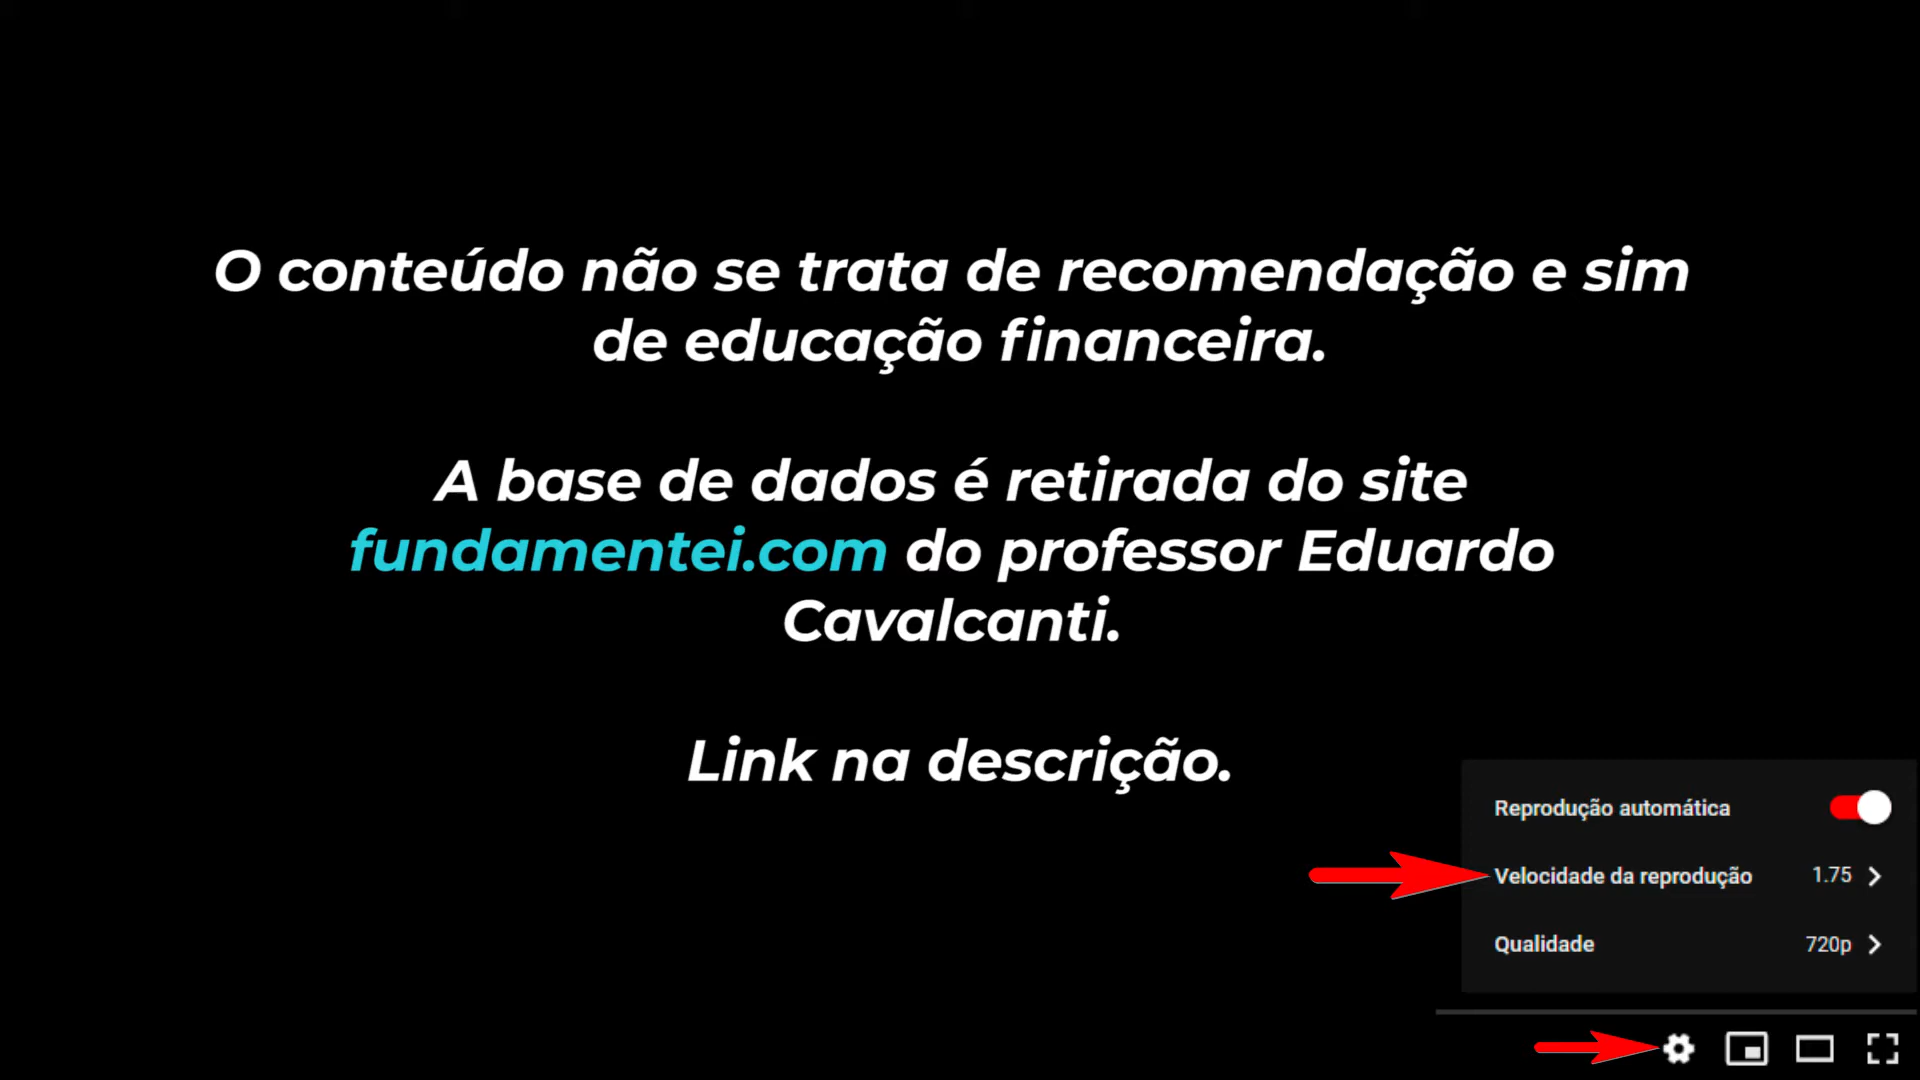 O conteúdo não se trata de recomendação e sim
de educação financeira.
A base de dados é retirada do site
fundamentei.com do professor Eduardo
Cavalcanti.
Link na descrição.
Reprodução automática
Velocidade da reprodução 1.75
Qualidade 720p